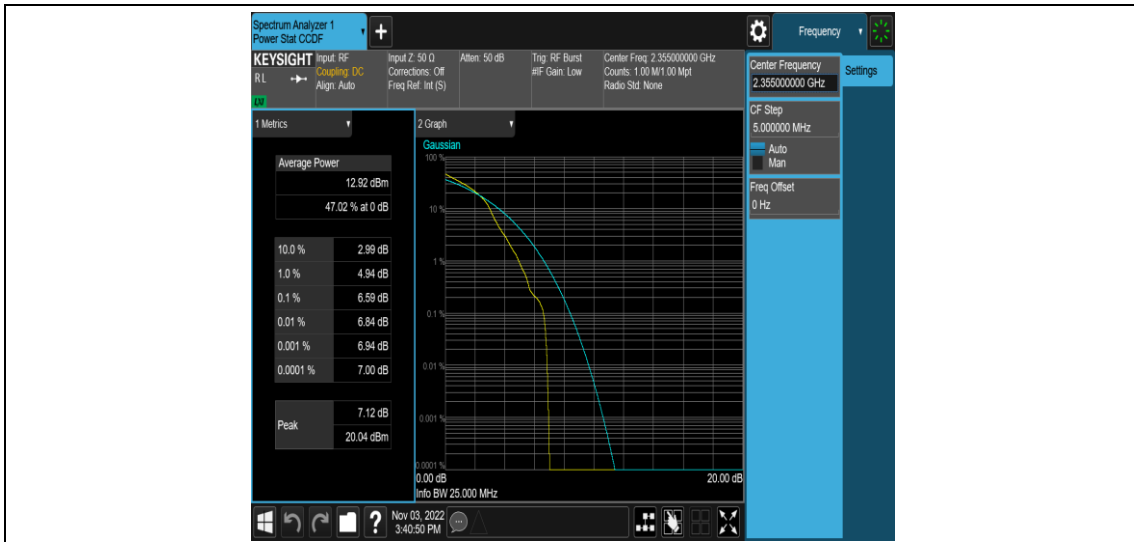 Spectrum Analyzer 1
Power Stat CCDF
+
Frequency
KEYSIGHT
RL
LXI
Input: RF
Coupling: DC
Align: Auto
Input Z: 50 Ω
Corrections: Off
Freq Ref: Int (S)
Atten: 50 dB
Trig: RF Burst
#IF Gain: Low
Center Freq: 2.355000000 GHz
Counts: 1.00 M/1.00 Mpt
Radio Std: None
Center Frequency
2.355000000 GHz
Settings
CF Step
5.000000 MHz
Auto
Man
Freq Offset
0 Hz
1 Metrics
Average Power
12.92 dBm
47.02 % at 0 dB
10.0 % 2.99 dB
1.0 % 4.94 dB
0.1 % 6.59 dB
0.01 % 6.84 dB
0.001 % 6.94 dB
0.0001 % 7.00 dB
Peak
7.12 dB
20.04 dBm
2 Graph
Gaussian
100 %
10 %
1 %
0.1 %
0.01 %
0.001 %
0.0001 %
0.00 dB 20.00 dB
Info BW 25.000 MHz
?
Nov 03, 2022
3:40:50 PM